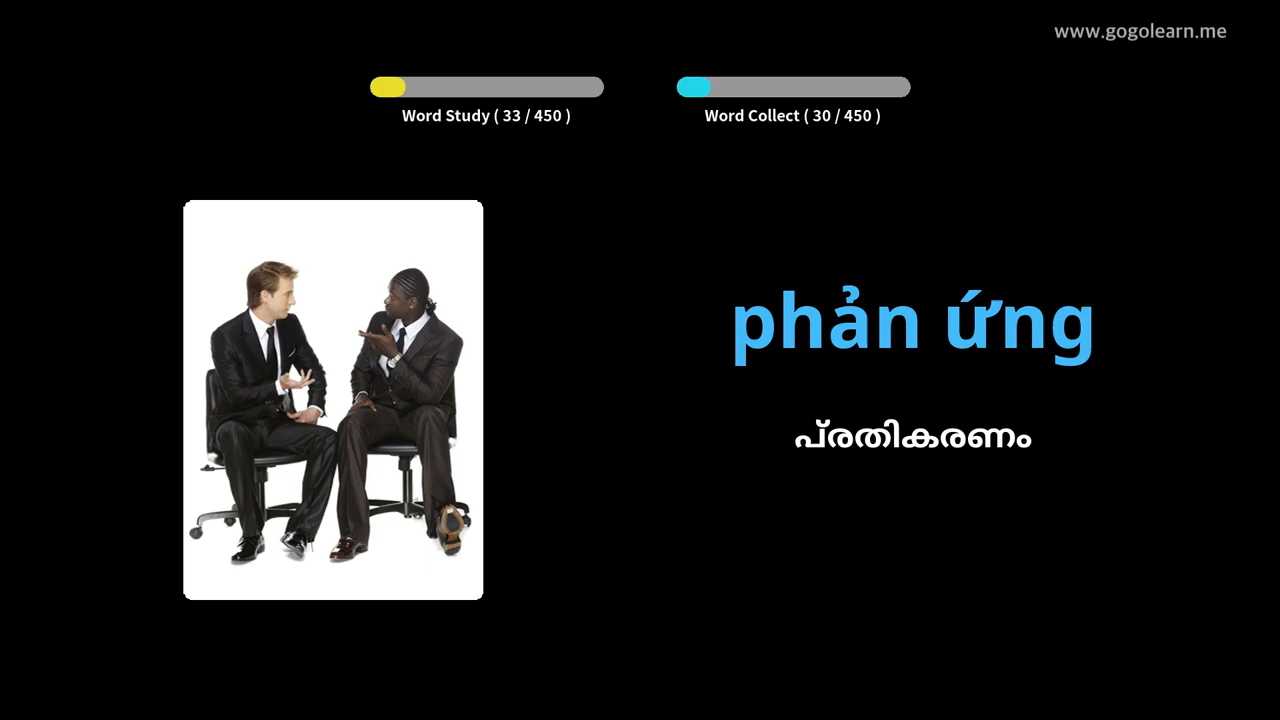 www.gogolearn.me
Word Study ( 33 / 450 )
Word Collect ( 30 / 450 )
phản ứng
പ്രതികരണം